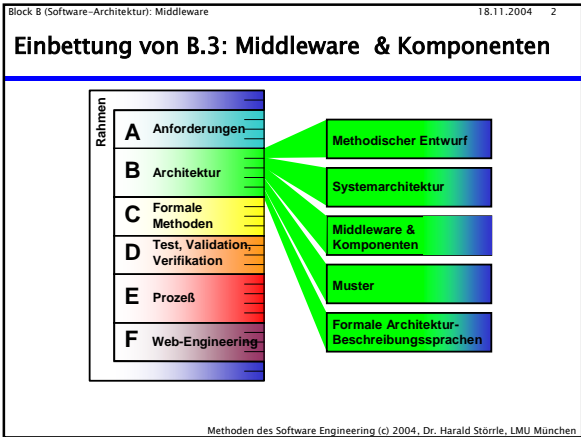 Block B (Software-Architektur): Middleware 18.11.2004 2
Einbettung von B.3: Middleware & Komponenten
Rahmen
A Anforderungen
B Architektur
C Formale
Methoden
D Test, Validation,
Verifikation
E Prozeß
F Web-Engineering
Methodischer Entwurf
Systemarchitektur
Middleware &
Komponenten
Muster
Formale Architektur-
Beschreibungssprachen
Methoden des Software Engineering (c) 2004, Dr. Harald Störrle, LMU München